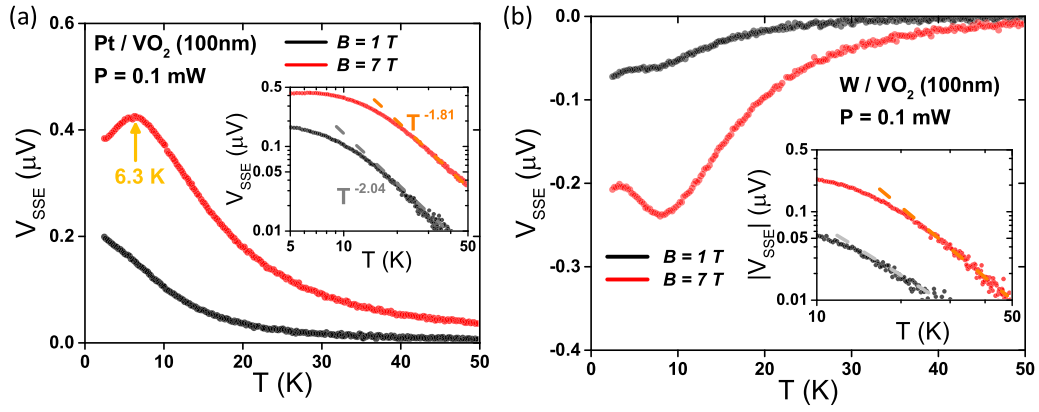 (a)
0.6
0.4
0.2
0.0
V_SSE (μV)
Pt / VO₂ (100nm)
P = 0.1 mW
B = 1 T
B = 7 T
6.3 K
0.5
0.1
0.05
0.01
V_SSE (μV)
T^-1.81
T^-2.04
5 10 50
T (K)
0 10 20 30 40 50
T (K)
(b)
0.0
-0.1
-0.2
-0.3
-0.4
V_SSE (μV)
W / VO₂ (100nm)
P = 0.1 mW
B = 1 T
B = 7 T
0.5
0.1
0.05
0.01
|V_SSE| (μV)
10 50
T (K)
0 10 20 30 40 50
T (K)